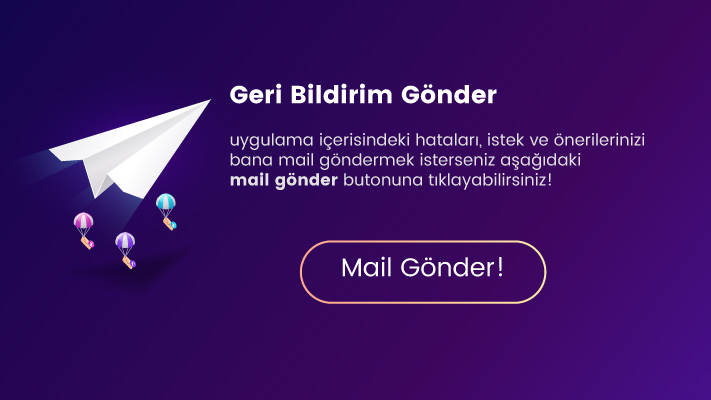 Geri Bildirim Gönder
uygulama içerisindeki hataları, istek ve önerilerinizi
bana mail göndermek isterseniz aşağıdaki
mail gönder butonuna tıklayabilirsiniz!
Mail Gönder!